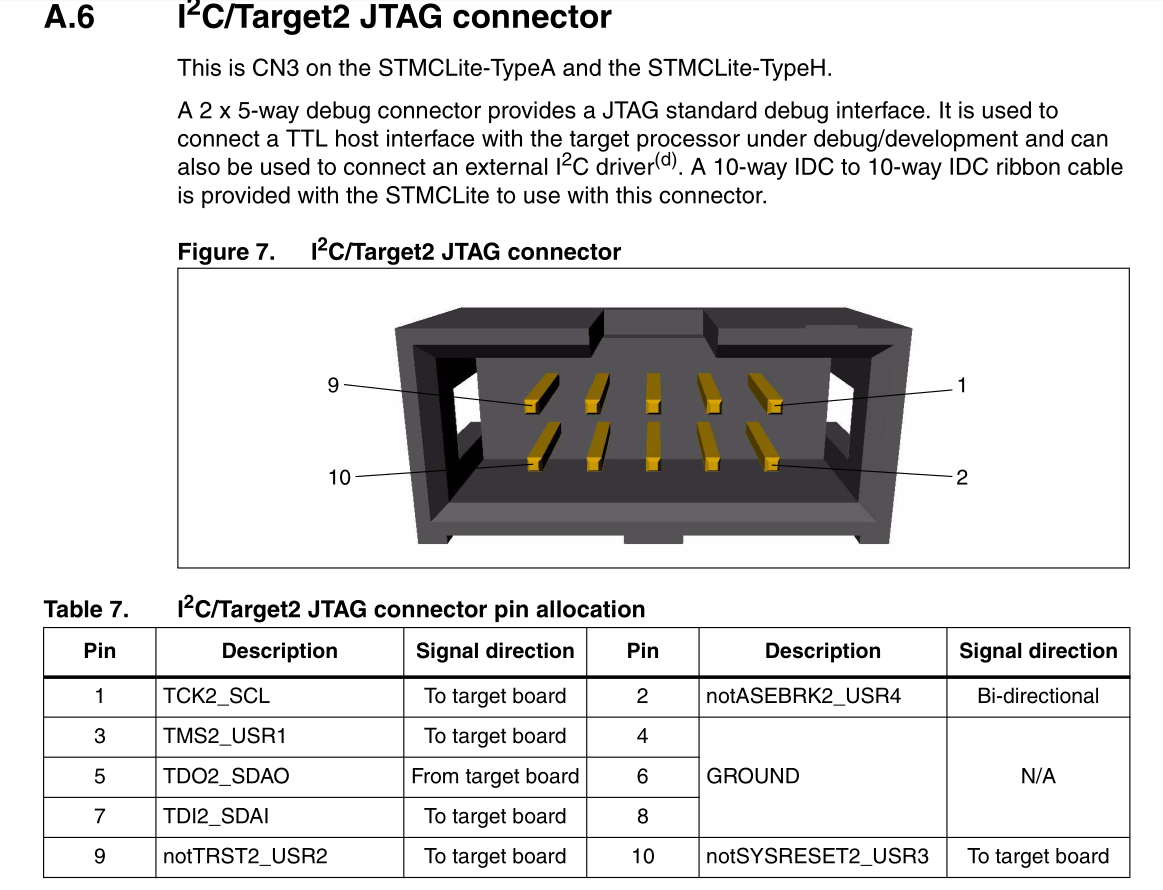 A.6 I2C/Target2 JTAG connector
This is CN3 on the STMCLite-TypeA and the STMCLite-TypeH.
A 2 x 5-way debug connector provides a JTAG standard debug interface. It is used to
connect a TTL host interface with the target processor under debug/development and can
also be used to connect an external I2C driver(d). A 10-way IDC to 10-way IDC ribbon cable
is provided with the STMCLite to use with this connector.
Figure 7. I2C/Target2 JTAG connector
9 1
10 2
Table 7. I2C/Target2 JTAG connector pin allocation
Pin Description Signal direction Pin Description Signal direction
1 TCK2_SCL To target board 2 notASEBRK2_USR4 Bi-directional
3 TMS2_USR1 To target board 4
5 TDO2_SDAO From target board 6 GROUND N/A
7 TDI2_SDAI To target board 8
9 notTRST2_USR2 To target board 10 notSYSRESET2_USR3 To target board